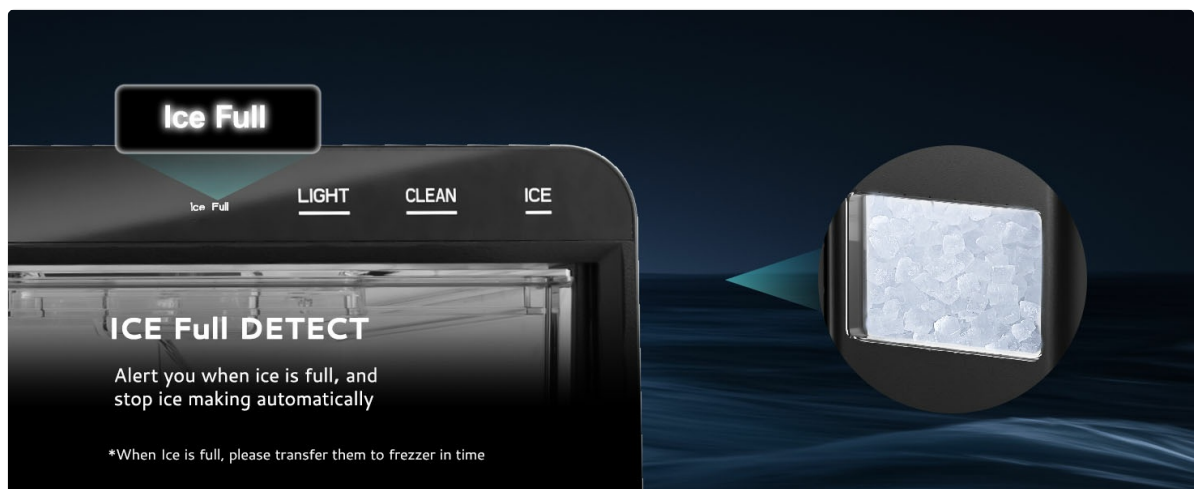 Ice Full
Ice Full
LIGHT
CLEAN
ICE
ICE Full DETECT
Alert you when ice is full, and
stop ice making automatically
*When Ice is full, please transfer them to frezzer in time